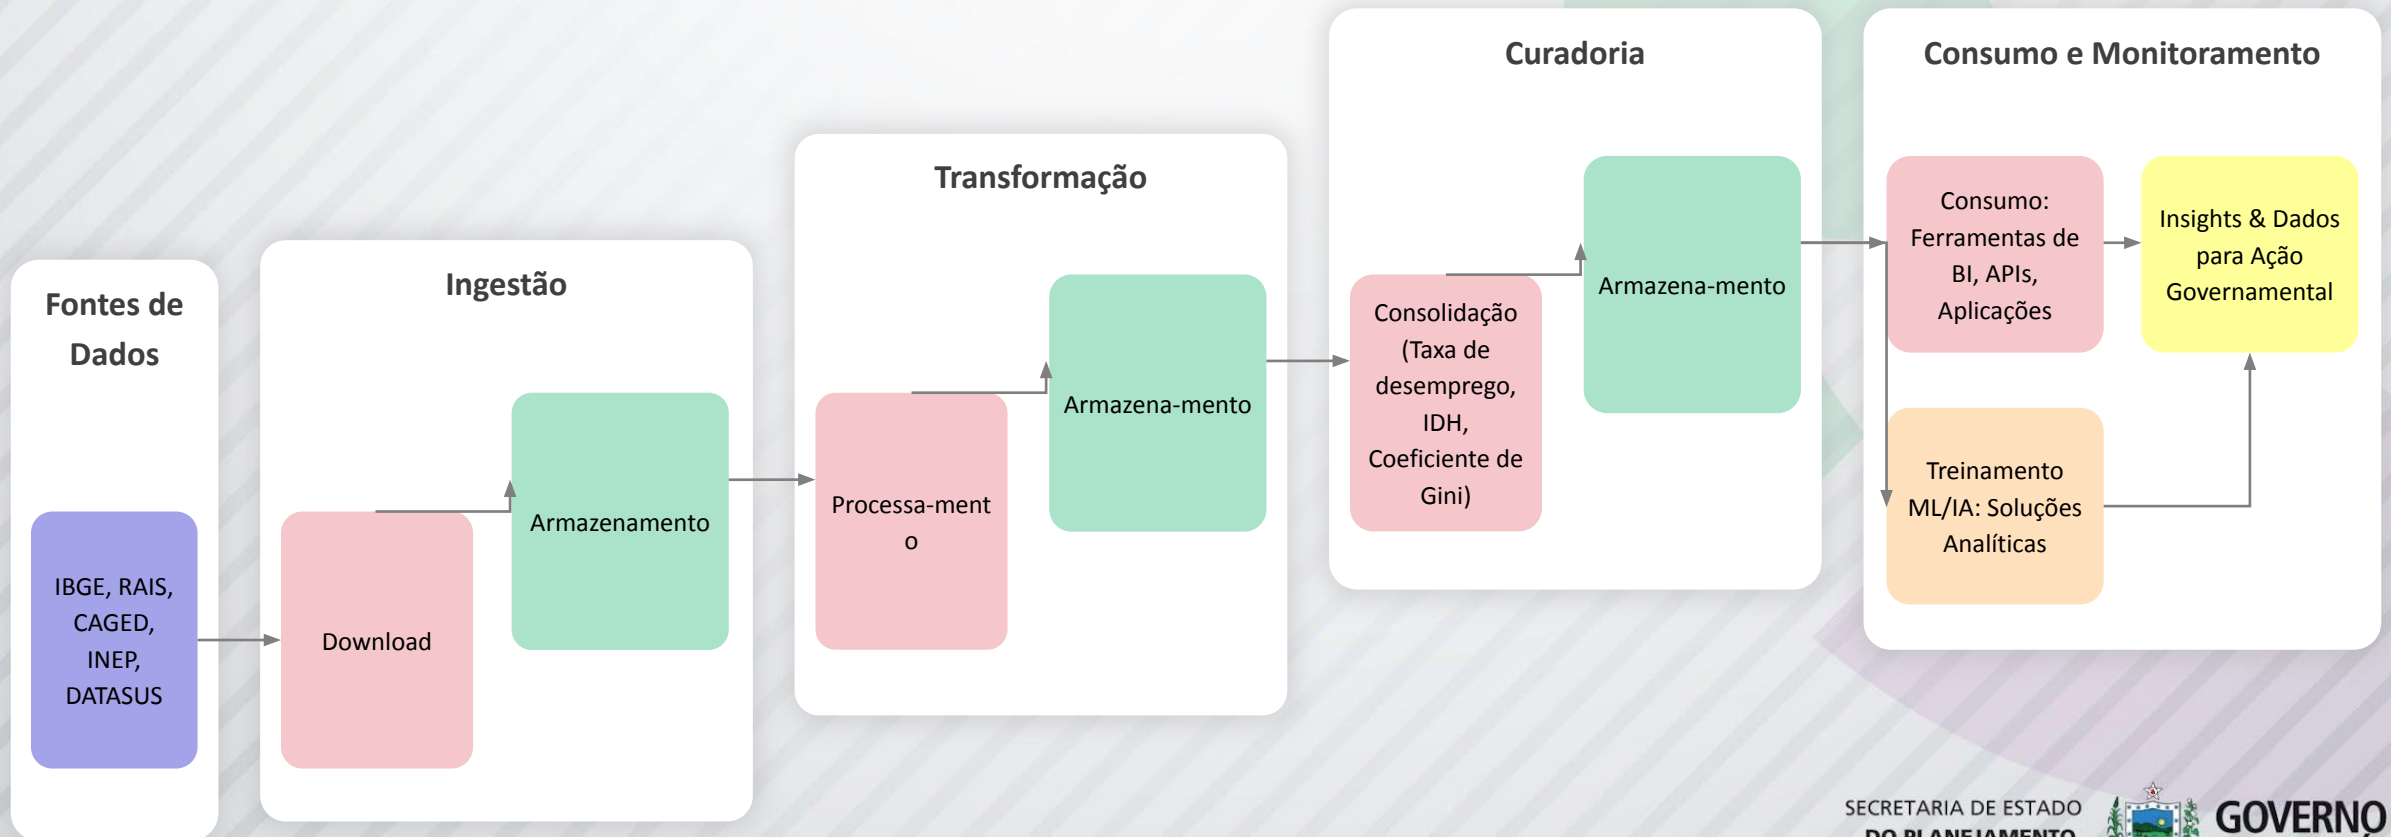 Fontes de
Dados
IBGE, RAIS,
CAGED,
INEP,
DATASUS
Ingestão
Download
Armazenamento
Transformação
Processa-ment
o
Armazena-mento
Curadoria
Consolidação
(Taxa de
desemprego,
IDH,
Coeficiente de
Gini)
Armazena-mento
Consumo e Monitoramento
Consumo:
Ferramentas de
BI, APIs,
Aplicações
Insights & Dados
para Ação
Governamental
Treinamento
ML/IA: Soluções
Analíticas
SECRETARIA DE ESTADO
DO PLANEJAMENTO,
GOVERNO